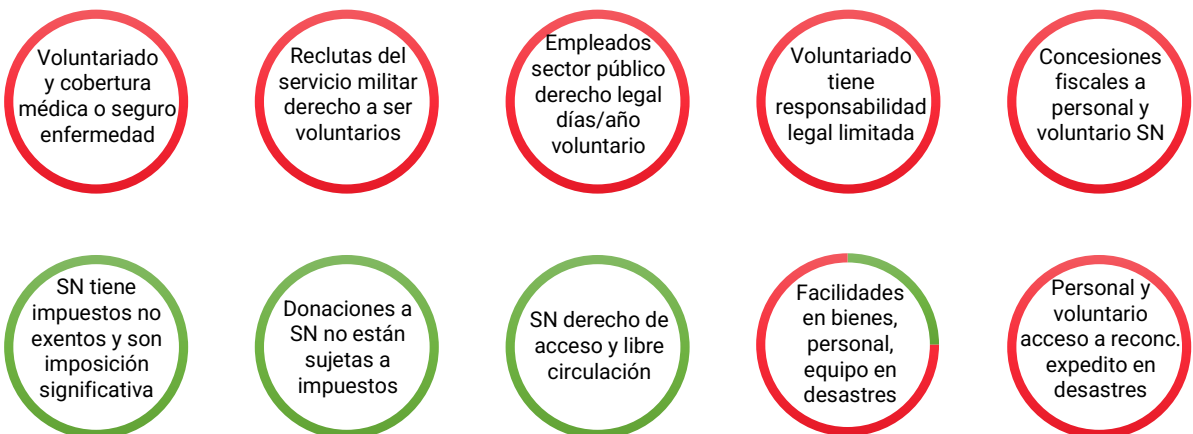 Voluntariado
y cobertura
médica o seguro
enfermedad
Reclutas del
servicio militar
derecho a ser
voluntarios
Empleados
sector público
derecho legal
días/año
voluntario
Voluntariado
tiene
responsabilidad
legal limitada
Concesiones
fiscales a
personal y
voluntario SN
SN tiene
impuestos no
exentos y son
imposición
significativa
Donaciones a
SN no están
sujetas a
impuestos
SN derecho de
acceso y libre
circulación
Facilidades
en bienes,
personal,
equipo en
desastres
Personal y
voluntario
acceso a reconc.
expedito en
desastres